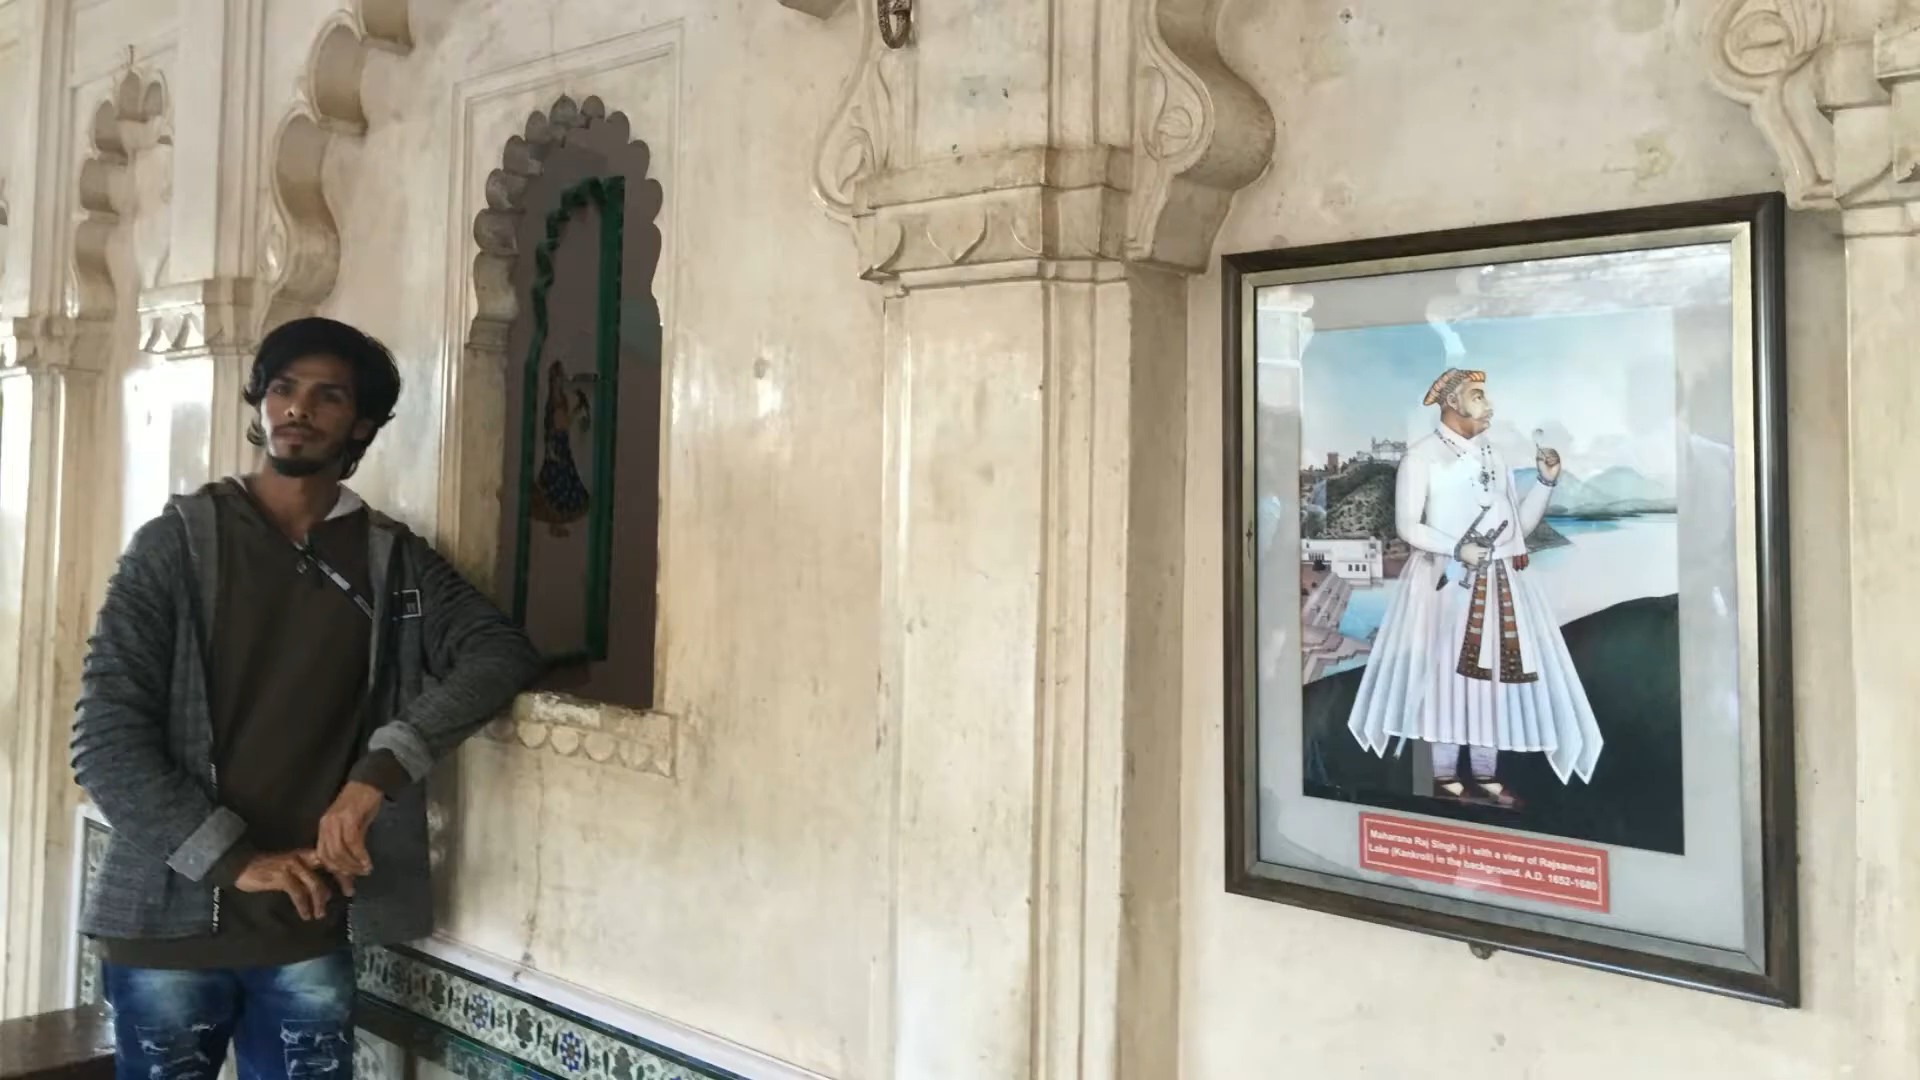 Maharana Raj Singh ji I with a view of Rajsamand
Lake (Kankroli) in the background. A.D. 1652-1680